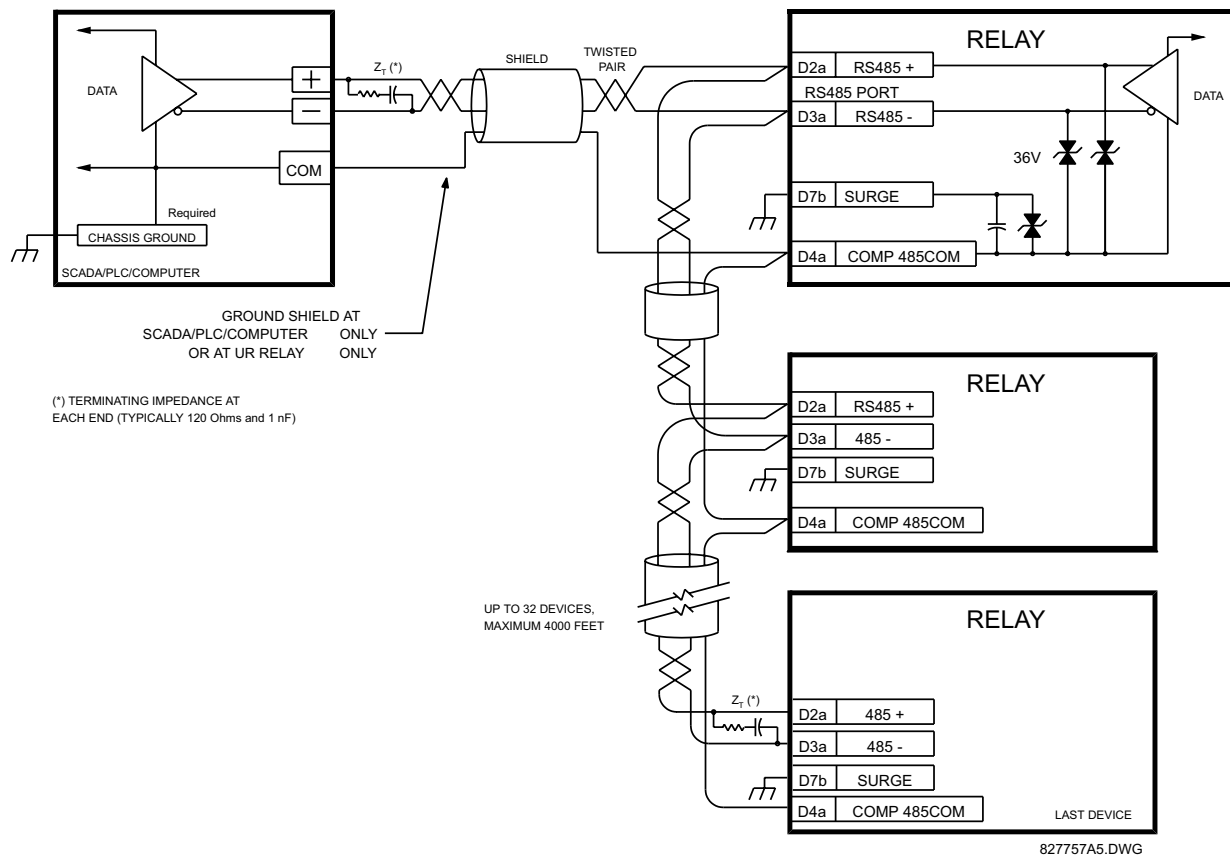 DATA
+
−
COM
Required
CHASSIS GROUND
SCADA/PLC/COMPUTER
Z_T (*)
SHIELD
TWISTED
PAIR
GROUND SHIELD AT
SCADA/PLC/COMPUTER ONLY
OR AT UR RELAY ONLY
(*) TERMINATING IMPEDANCE AT
EACH END (TYPICALLY 120 Ohms and 1 nF)
RELAY
D2a RS485 +
RS485 PORT
D3a RS485 -
36V
DATA
D7b SURGE
D4a COMP 485COM
RELAY
D2a RS485 +
D3a 485 -
D7b SURGE
D4a COMP 485COM
UP TO 32 DEVICES,
MAXIMUM 4000 FEET
RELAY
Z_T (*)
D2a 485 +
D3a 485 -
D7b SURGE
D4a COMP 485COM
LAST DEVICE
827757A5.DWG